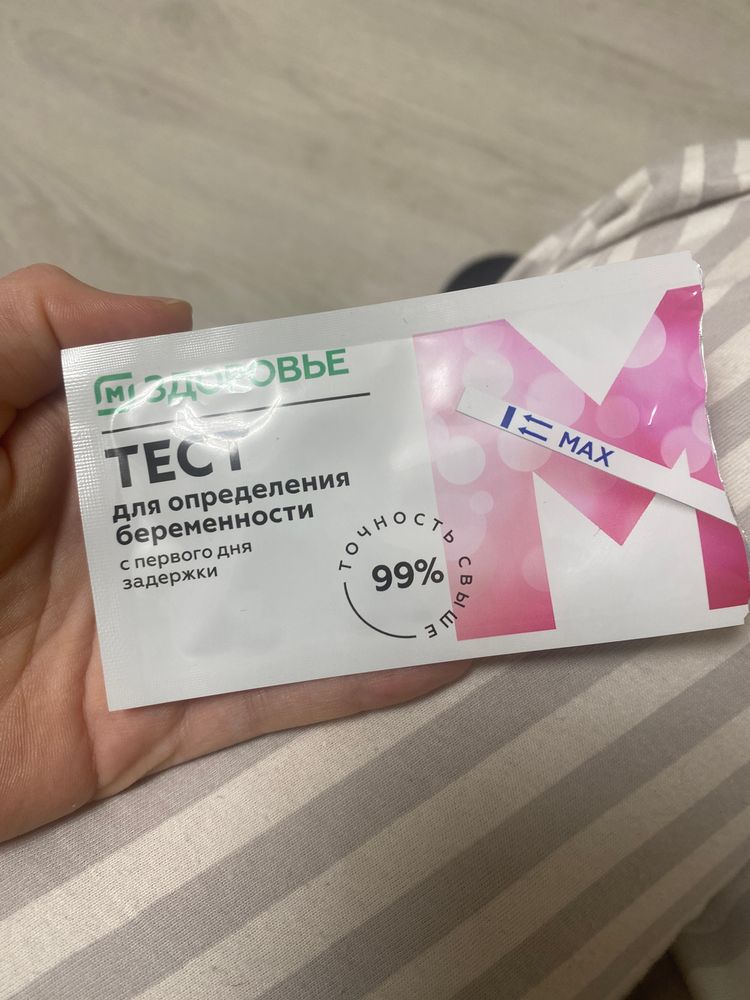 М ЗДОРОВЬЕ
ТЕСТ
для определения
беременности
с первого дня
задержки
ТОЧНОСТЬ СВЫШЕ
99%
MAX